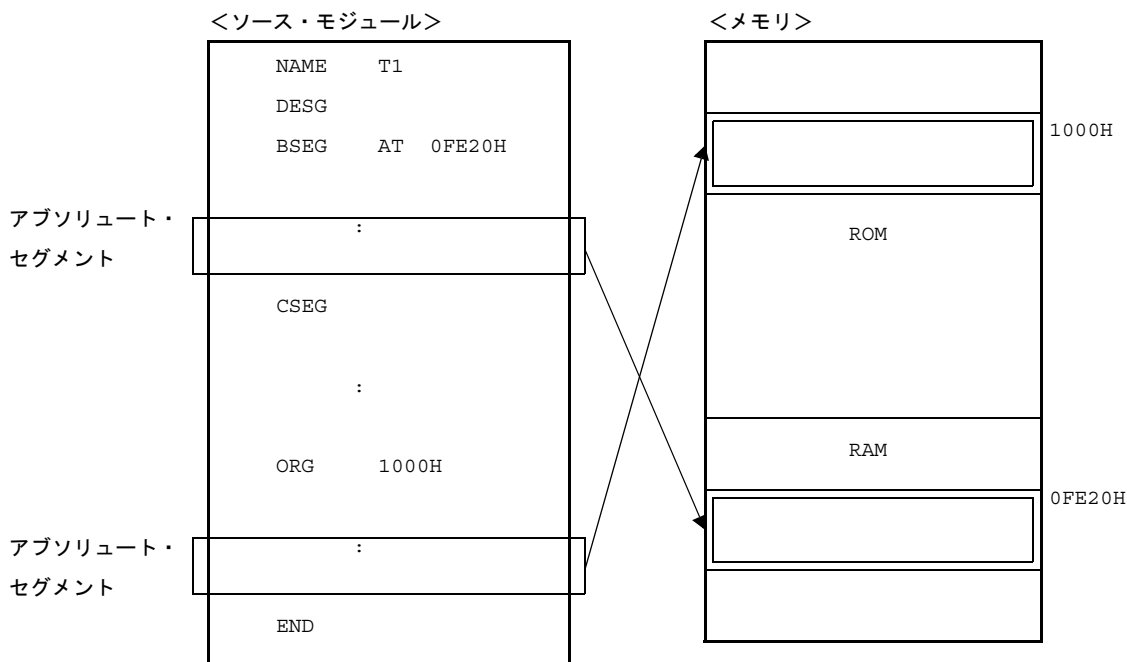 ＜ソース・モジュール＞
NAME T1
DESG
BSEG AT 0FE20H
アブソリュート・
セグメント
:
CSEG
:
ORG 1000H
アブソリュート・
セグメント
:
END
＜メモリ＞
1000H
ROM
RAM
0FE20H